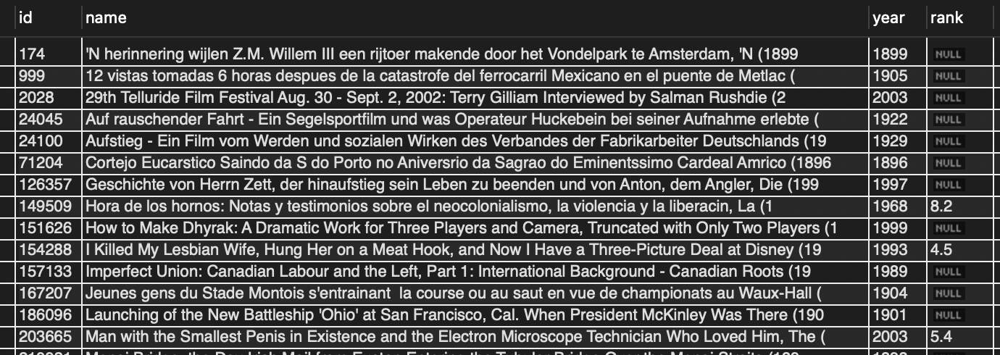 id name year rank
174 'N herinnering wijlen Z.M. Willem III een rijtoer makende door het Vondelpark te Amsterdam, 'N (1899 1899 NULL
999 12 vistas tomadas 6 horas despues de la catastrofe del ferrocarril Mexicano en el puente de Metlac ( 1905 NULL
2028 29th Telluride Film Festival Aug. 30 - Sept. 2, 2002: Terry Gilliam Interviewed by Salman Rushdie (2 2003 NULL
24045 Auf rauschender Fahrt - Ein Segelsportfilm und was Operateur Huckebein bei seiner Aufnahme erlebte ( 1922 NULL
24100 Aufstieg - Ein Film vom Werden und sozialen Wirken des Verbandes der Fabrikarbeiter Deutschlands (19 1929 NULL
71204 Cortejo Eucarstico Saindo da S do Porto no Aniversrio da Sagrao do Eminentssimo Cardeal Amrico (1896 1896 NULL
126357 Geschichte von Herrn Zett, der hinaufstieg sein Leben zu beenden und von Anton, dem Angler, Die (199 1997 NULL
149509 Hora de los hornos: Notas y testimonios sobre el neocolonialismo, la violencia y la liberacin, La (1 1968 8.2
151626 How to Make Dhyrak: A Dramatic Work for Three Players and Camera, Truncated with Only Two Players (1 1999 NULL
154288 I Killed My Lesbian Wife, Hung Her on a Meat Hook, and Now I Have a Three-Picture Deal at Disney (19 1993 4.5
157133 Imperfect Union: Canadian Labour and the Left, Part 1: International Background - Canadian Roots (19 1989 NULL
167207 Jeunes gens du Stade Montois s'entrainant  la course ou au saut en vue de championats au Waux-Hall ( 1904 NULL
186096 Launching of the New Battleship 'Ohio' at San Francisco, Cal. When President McKinley Was There (190 1901 NULL
203665 Man with the Smallest Penis in Existence and the Electron Microscope Technician Who Loved Him, The ( 2003 5.4